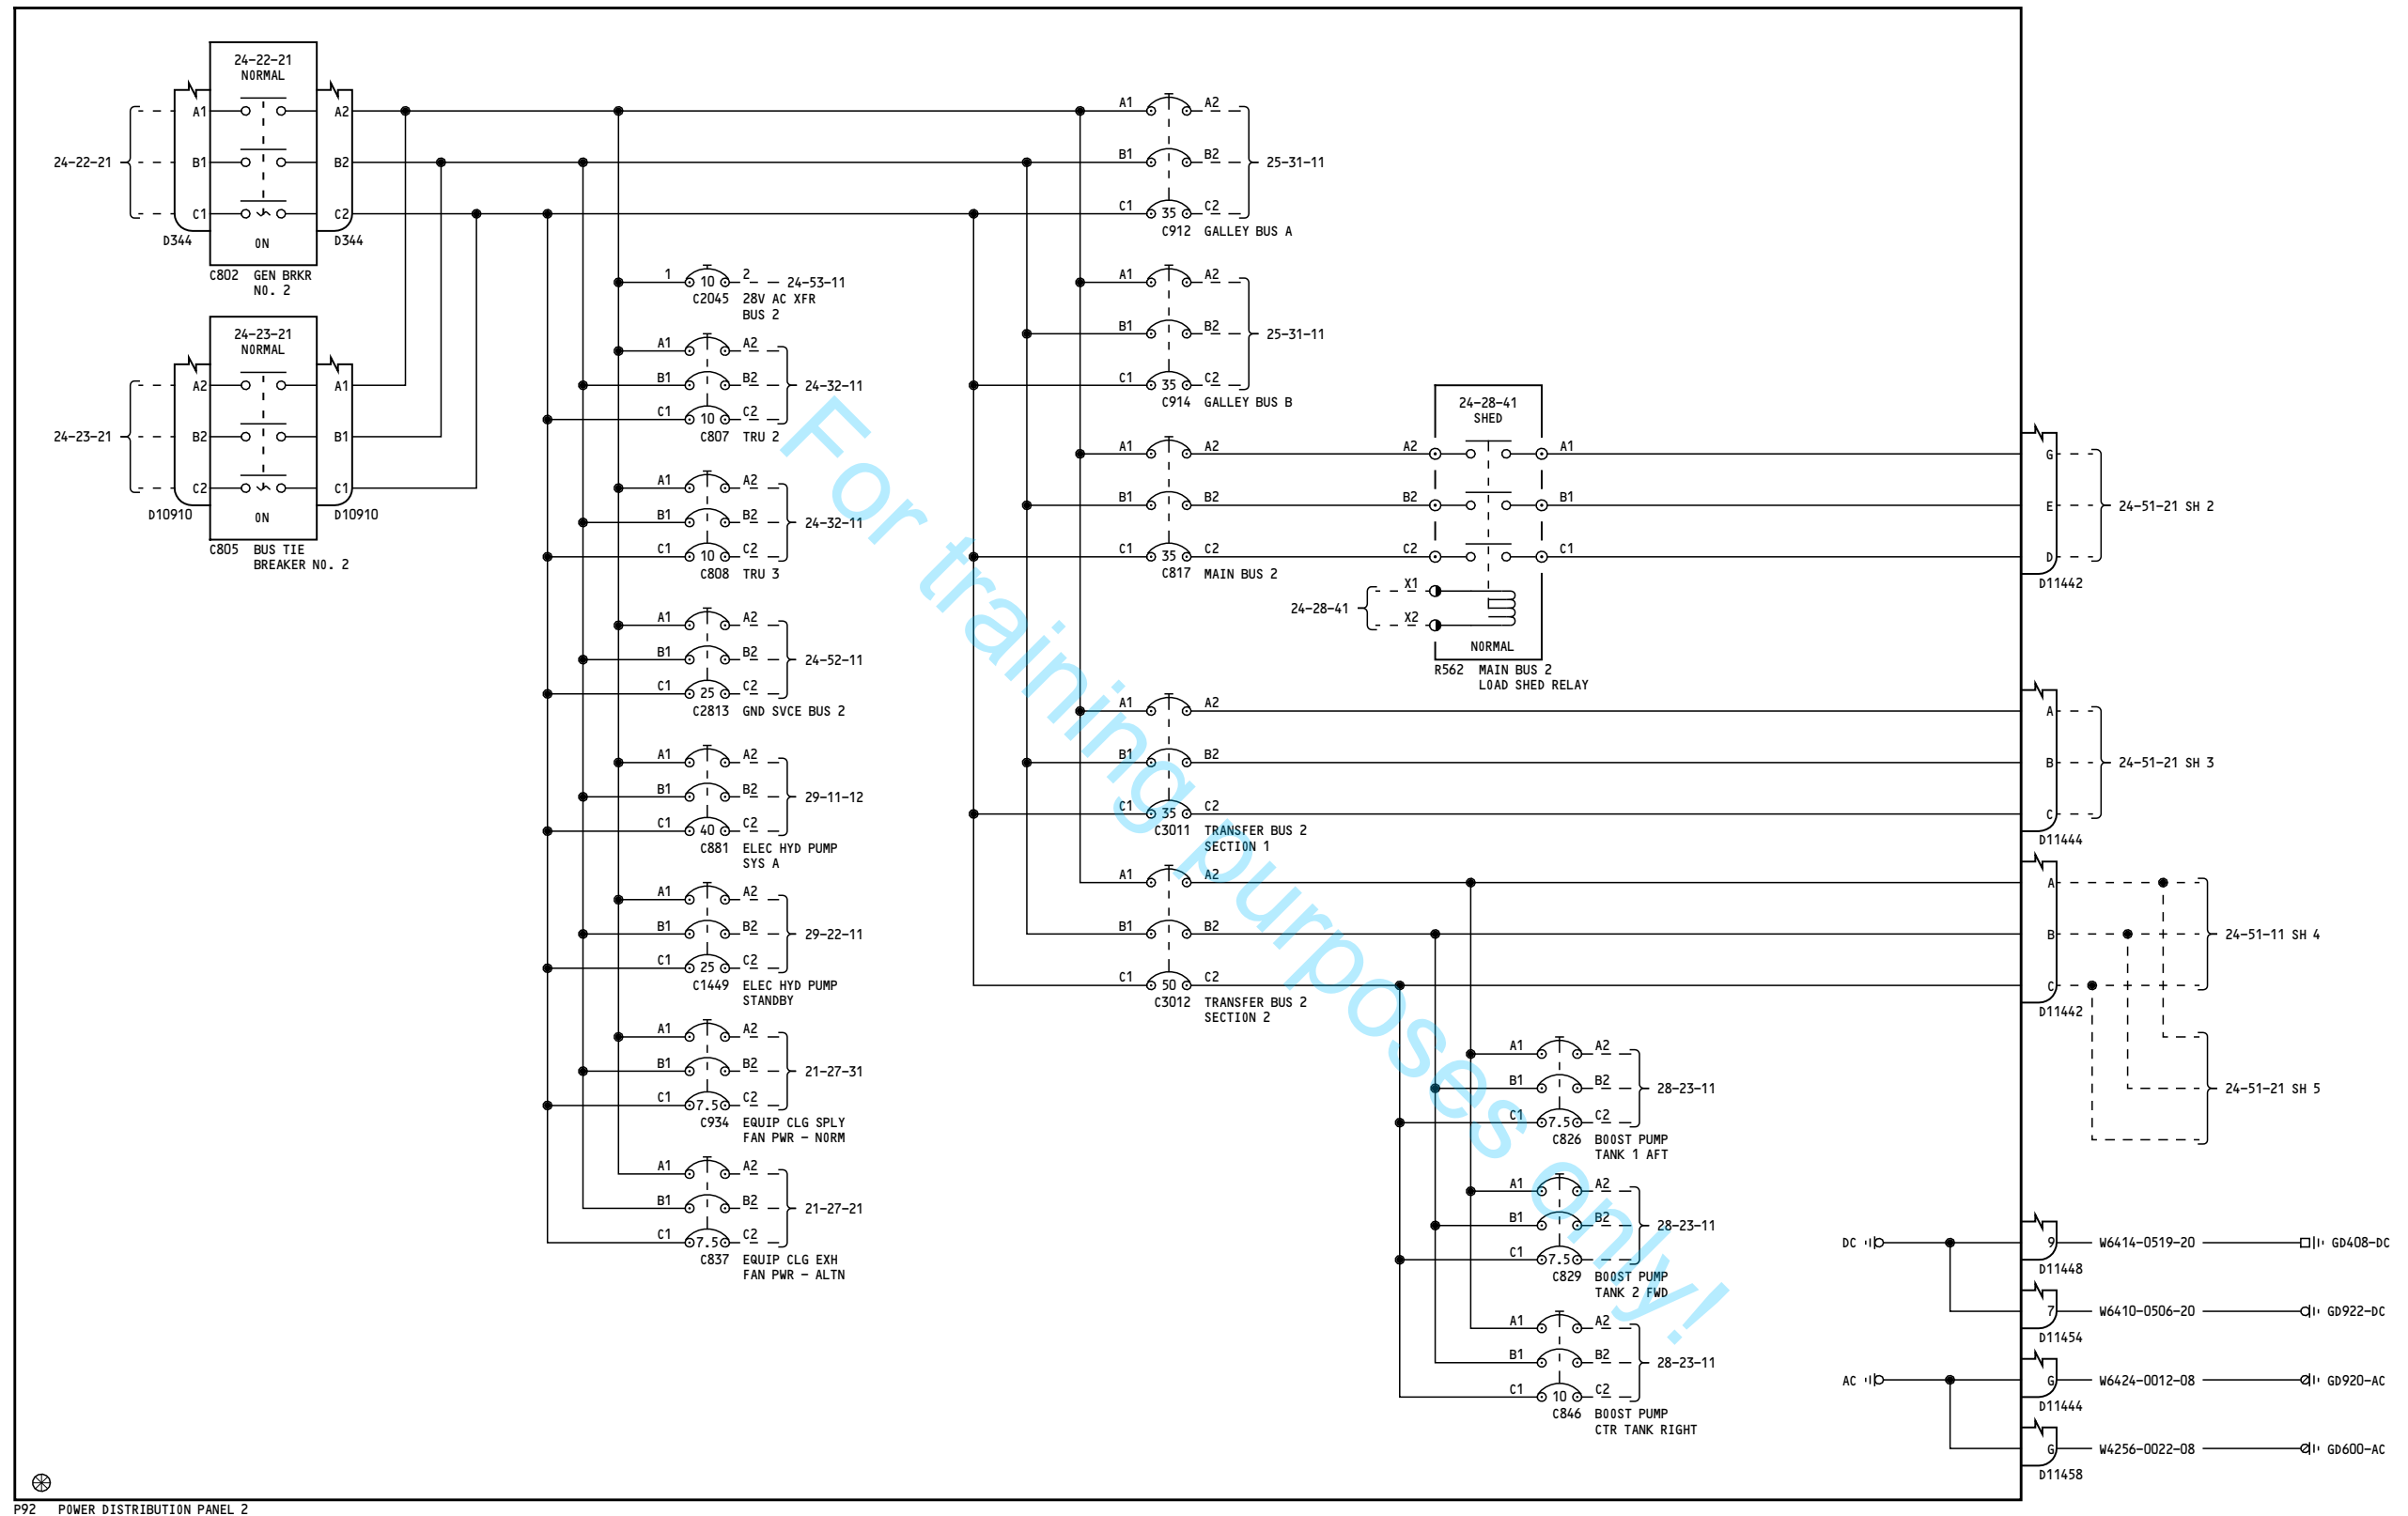 24-22-21
NORMAL
24-22-21
A1
A2
B1
B2
C1
C2
D344
ON
D344
C802 GEN BRKR
NO. 2
24-23-21
NORMAL
24-23-21
A2
A1
B2
B1
C2
C1
D10910
ON
D10910
C805 BUS TIE
BREAKER NO. 2
1 10 2 24-53-11
C2045 28V AC XFR
BUS 2
A1 A2
B1 B2 24-32-11
C1 10 C2
C807 TRU 2
A1 A2
B1 B2 24-32-11
C1 10 C2
C808 TRU 3
A1 A2
B1 B2 24-52-11
C1 25 C2
C2813 GND SVCE BUS 2
A1 A2
B1 B2 29-11-12
C1 40 C2
C881 ELEC HYD PUMP
SYS A
A1 A2
B1 B2 29-22-11
C1 25 C2
C1449 ELEC HYD PUMP
STANDBY
A1 A2
B1 B2 21-27-31
C1 7.5 C2
C934 EQUIP CLG SPLY
FAN PWR - NORM
A1 A2
B1 B2 21-27-21
C1 7.5 C2
C837 EQUIP CLG EXH
FAN PWR - ALTN
A1 A2
B1 B2 25-31-11
C1 35 C2
C912 GALLEY BUS A
A1 A2
B1 B2 25-31-11
C1 35 C2
C914 GALLEY BUS B
A1 A2
B1 B2
C1 35 C2
C817 MAIN BUS 2
24-28-41
SHED
A2 A1
B2 B1
C2 C1
24-28-41
X1
X2
NORMAL
R562 MAIN BUS 2
LOAD SHED RELAY
A1 A2
B1 B2
C1 35 C2
C3011 TRANSFER BUS 2
SECTION 1
A1 A2
B1 B2
C1 50 C2
C3012 TRANSFER BUS 2
SECTION 2
A1 A2
B1 B2 28-23-11
C1 7.5 C2
C826 BOOST PUMP
TANK 1 AFT
A1 A2
B1 B2 28-23-11
C1 7.5 C2
C829 BOOST PUMP
TANK 2 FWD
A1 A2
B1 B2 28-23-11
C1 10 C2
C846 BOOST PUMP
CTR TANK RIGHT
G
E 24-51-21 SH 2
D
D11442
A
B 24-51-21 SH 3
C
D11444
A
B 24-51-11 SH 4
C
D11442
24-51-21 SH 5
DC 9 W6414-0519-20 GD408-DC
D11448
7 W6410-0506-20 GD922-DC
D11454
AC G W6424-0012-08 GD920-AC
D11444
G W4256-0022-08 GD600-AC
D11458
P92 POWER DISTRIBUTION PANEL 2
For training purposes only!